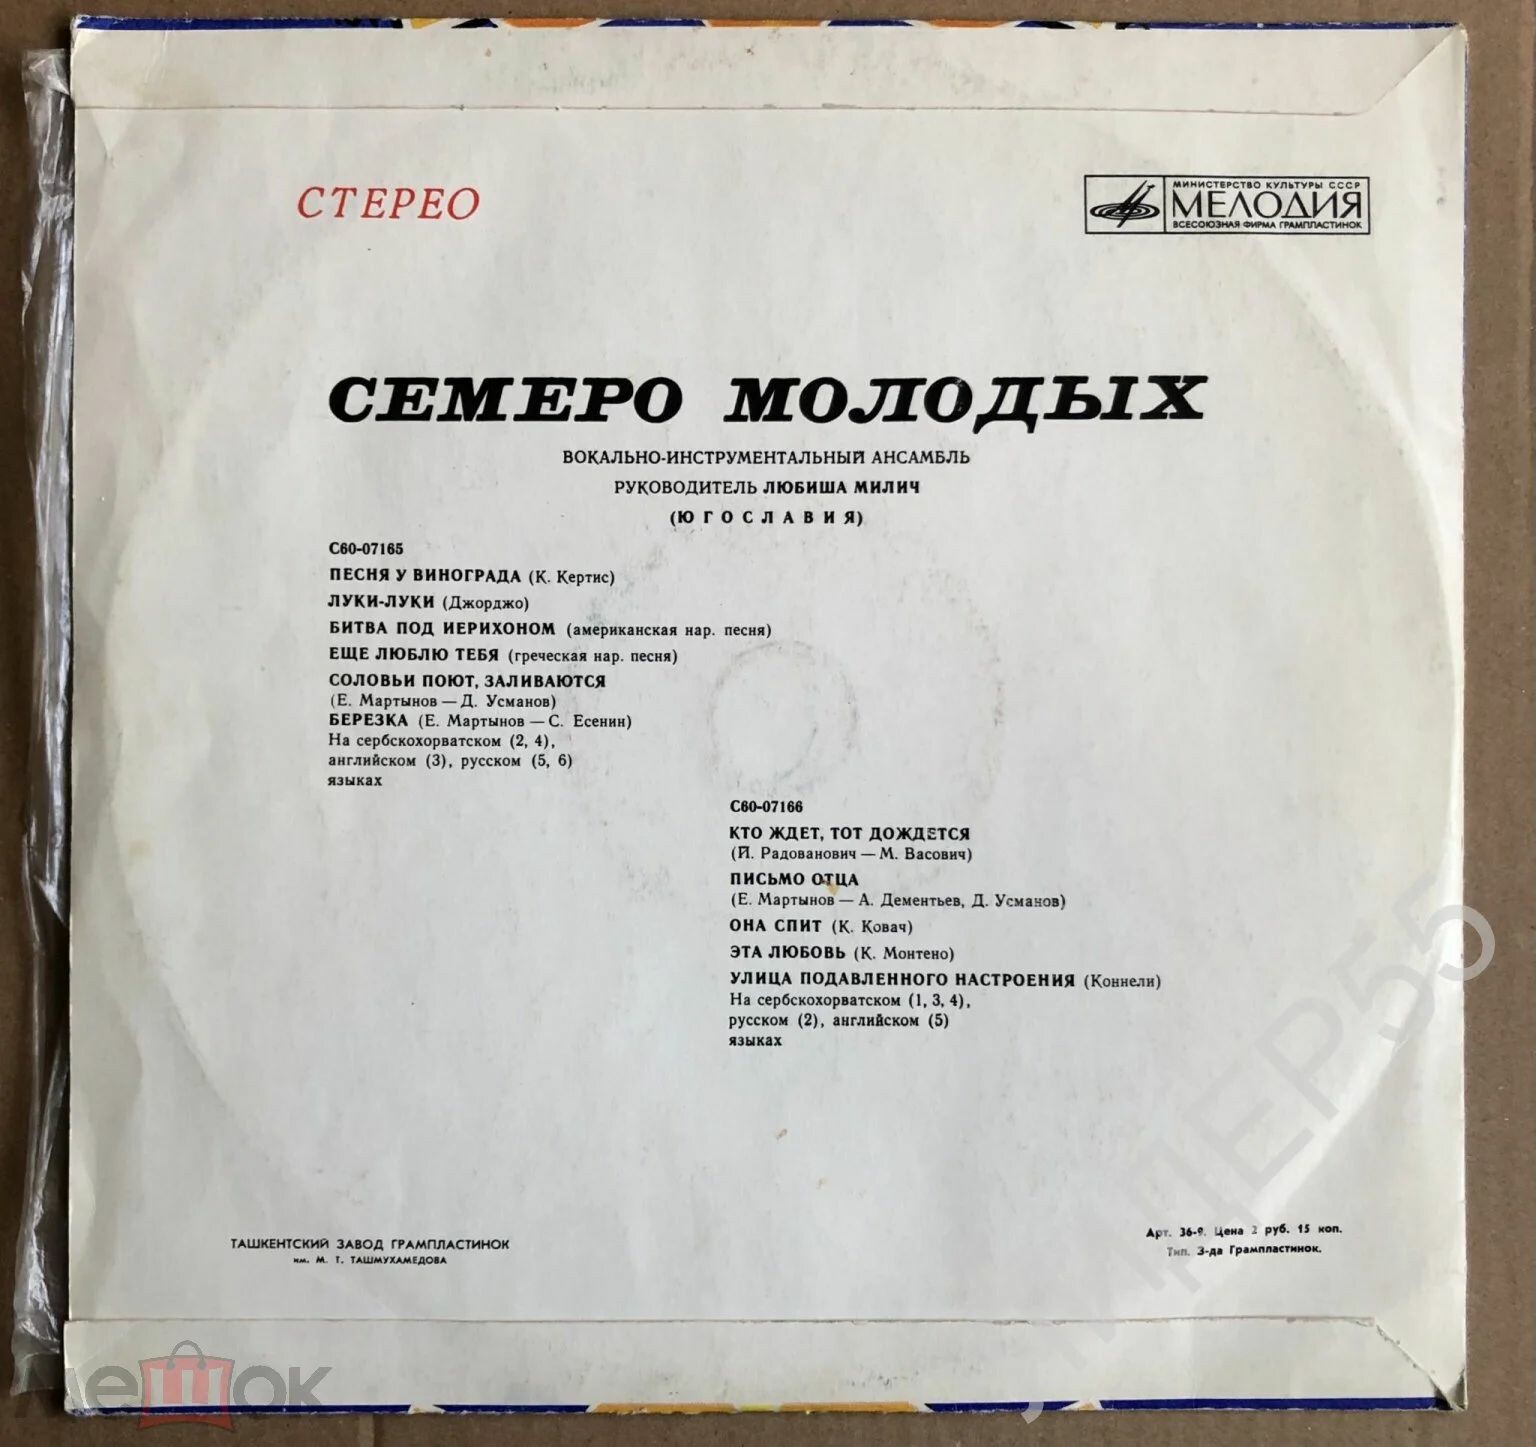 СТЕРЕО
МИНИСТЕРСТВО КУЛЬТУРЫ СССР
МЕЛОДИЯ
ВСЕСОЮЗНАЯ ФИРМА ГРАМПЛАСТИНОК
СЕМЕРО МОЛОДЫХ
ВОКАЛЬНО-ИНСТРУМЕНТАЛЬНЫЙ АНСАМБЛЬ
РУКОВОДИТЕЛЬ ЛЮБИША МИЛИЧ
(ЮГОСЛАВИЯ)
С60-07165
ПЕСНЯ У ВИНОГРАДА (К. Кертис)
ЛУКИ-ЛУКИ (Джорджо)
БИТВА ПОД ИЕРИХОНОМ (американская нар. песня)
ЕЩЕ ЛЮБЛЮ ТЕБЯ (греческая нар. песня)
СОЛОВЬИ ПОЮТ, ЗАЛИВАЮТСЯ
(Е. Мартынов — Д. Усманов)
БЕРЕЗКА (Е. Мартынов — С. Есенин)
На сербскохорватском (2, 4),
английском (3), русском (5, 6)
языках
С60-07166
КТО ЖДЕТ, ТОТ ДОЖДЕТСЯ
(Й. Радованович — М. Васович)
ПИСЬМО ОТЦА
(Е. Мартынов — А. Дементьев, Д. Усманов)
ОНА СПИТ (К. Ковач)
ЭТА ЛЮБОВЬ (К. Монтено)
УЛИЦА ПОДАВЛЕННОГО НАСТРОЕНИЯ (Коннели)
На сербскохорватском (1, 3, 4),
русском (2), английском (5)
языках
ТАШКЕНТСКИЙ ЗАВОД ГРАМПЛАСТИНОК
им. М. Т. ТАШМУХАМЕДОВА
Арт. 36-9. Цена 2 руб. 15 коп.
Тип. З-да Грампластинок.
мешок